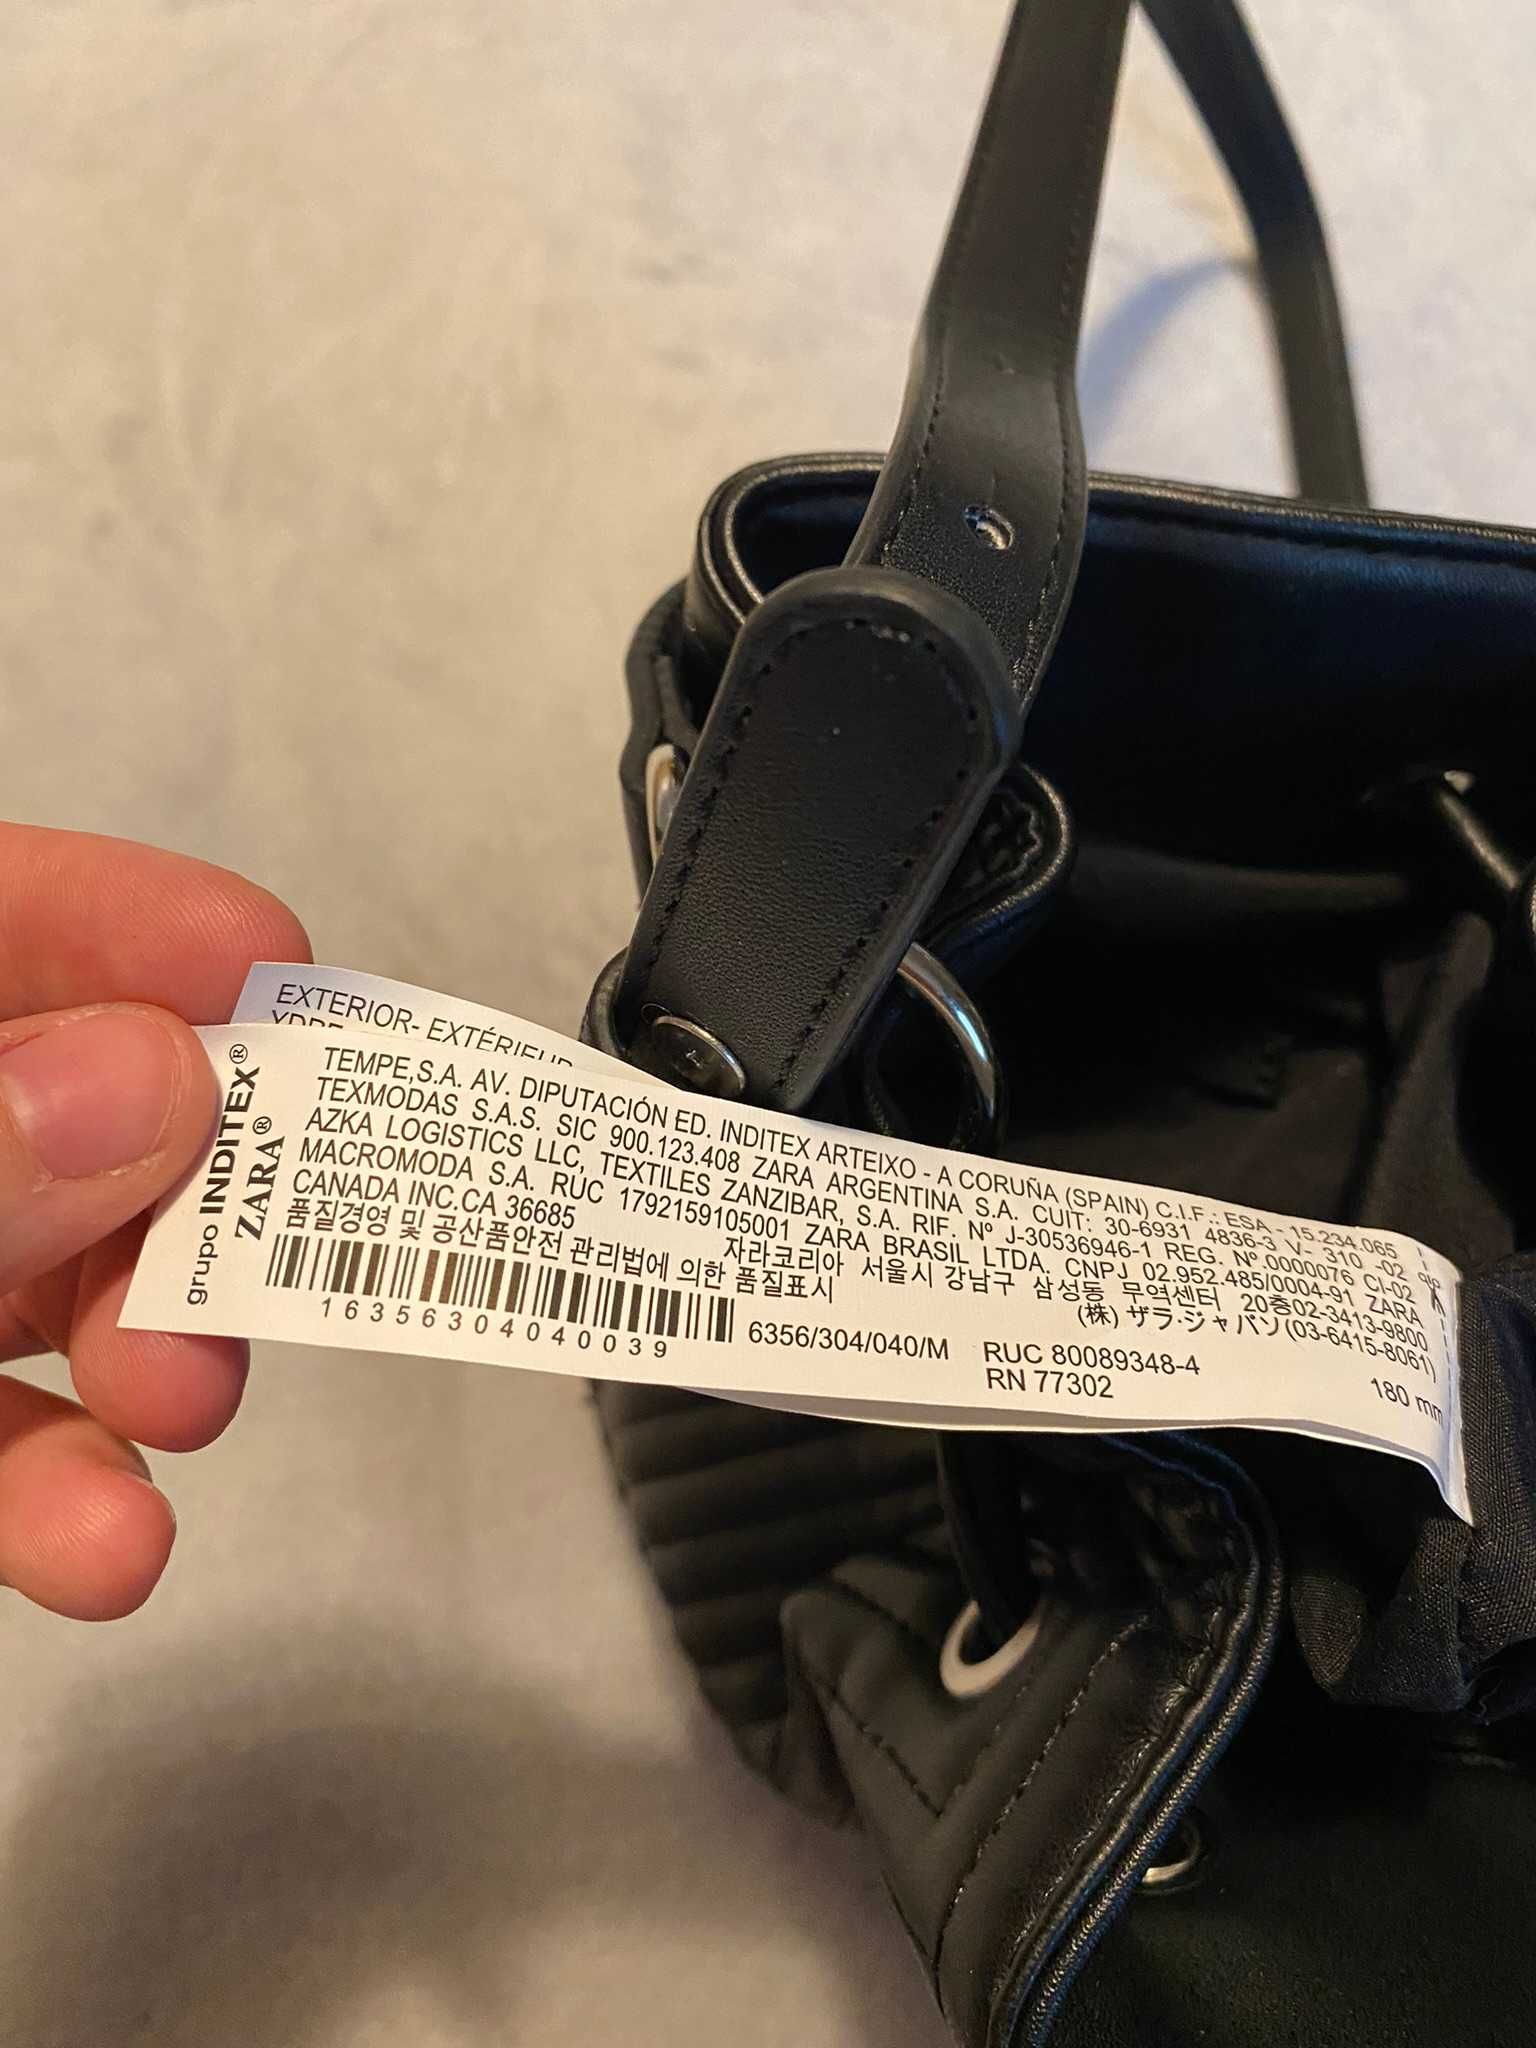 EXTERIOR- EXTÉRIEUR
grupo INDITEX®
ZARA®
TEMPE,S.A. AV. DIPUTACIÓN ED. INDITEX ARTEIXO - A CORUÑA (SPAIN) C.I.F.: ESA - 15.234.065
TEXMODAS S.A.S. SIC 900.123.408 ZARA ARGENTINA S.A. CUIT: 30-6931 4836-3 V- 310 -02
AZKA LOGISTICS LLC, TEXTILES ZANZIBAR, S.A. RIF. Nº J-30536946-1 REG. Nº.0000076 CI-02
MACROMODA S.A. RUC 1792159105001 ZARA BRASIL LTDA. CNPJ 02.952.485/0004-91 ZARA
CANADA INC.CA 36685 자라코리아 서울시 강남구 삼성동 무역센터 20층02-3413-9800
품질경영 및 공산품안전 관리법에 의한 품질표시 (株) ザラ·ジャパン(03-6415-8061)
16356304040039 6356/304/040/M RUC 80089348-4
RN 77302 180 mm